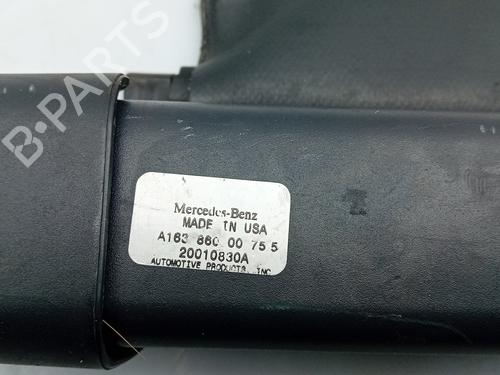 B-PARTS
Mercedes-Benz
MADE IN USA
A163 860 00 75 5
20010830A
AUTOMOTIVE PRODUCTS, INC